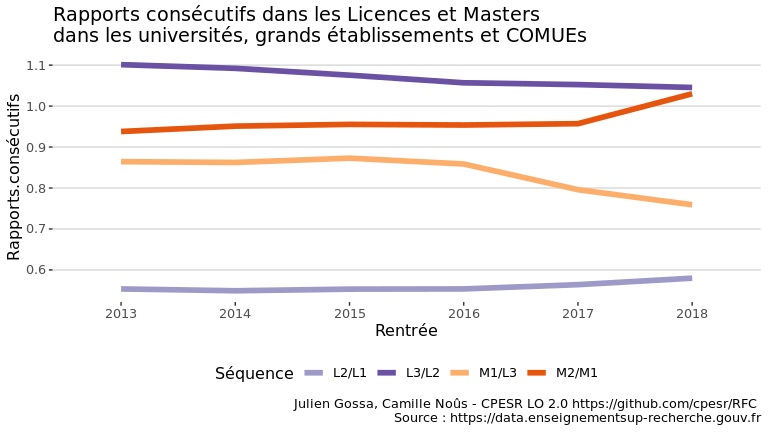 Rapports consécutifs dans les Licences et Masters
dans les universités, grands établissements et COMUEs
Rapports.consécutifs
1.1
1.0
0.9
0.8
0.7
0.6
2013 2014 2015 2016 2017 2018
Rentrée
Séquence L2/L1 L3/L2 M1/L3 M2/M1
Julien Gossa, Camille Noûs - CPESR LO 2.0 https://github.com/cpesr/RFC
Source : https://data.enseignementsup-recherche.gouv.fr